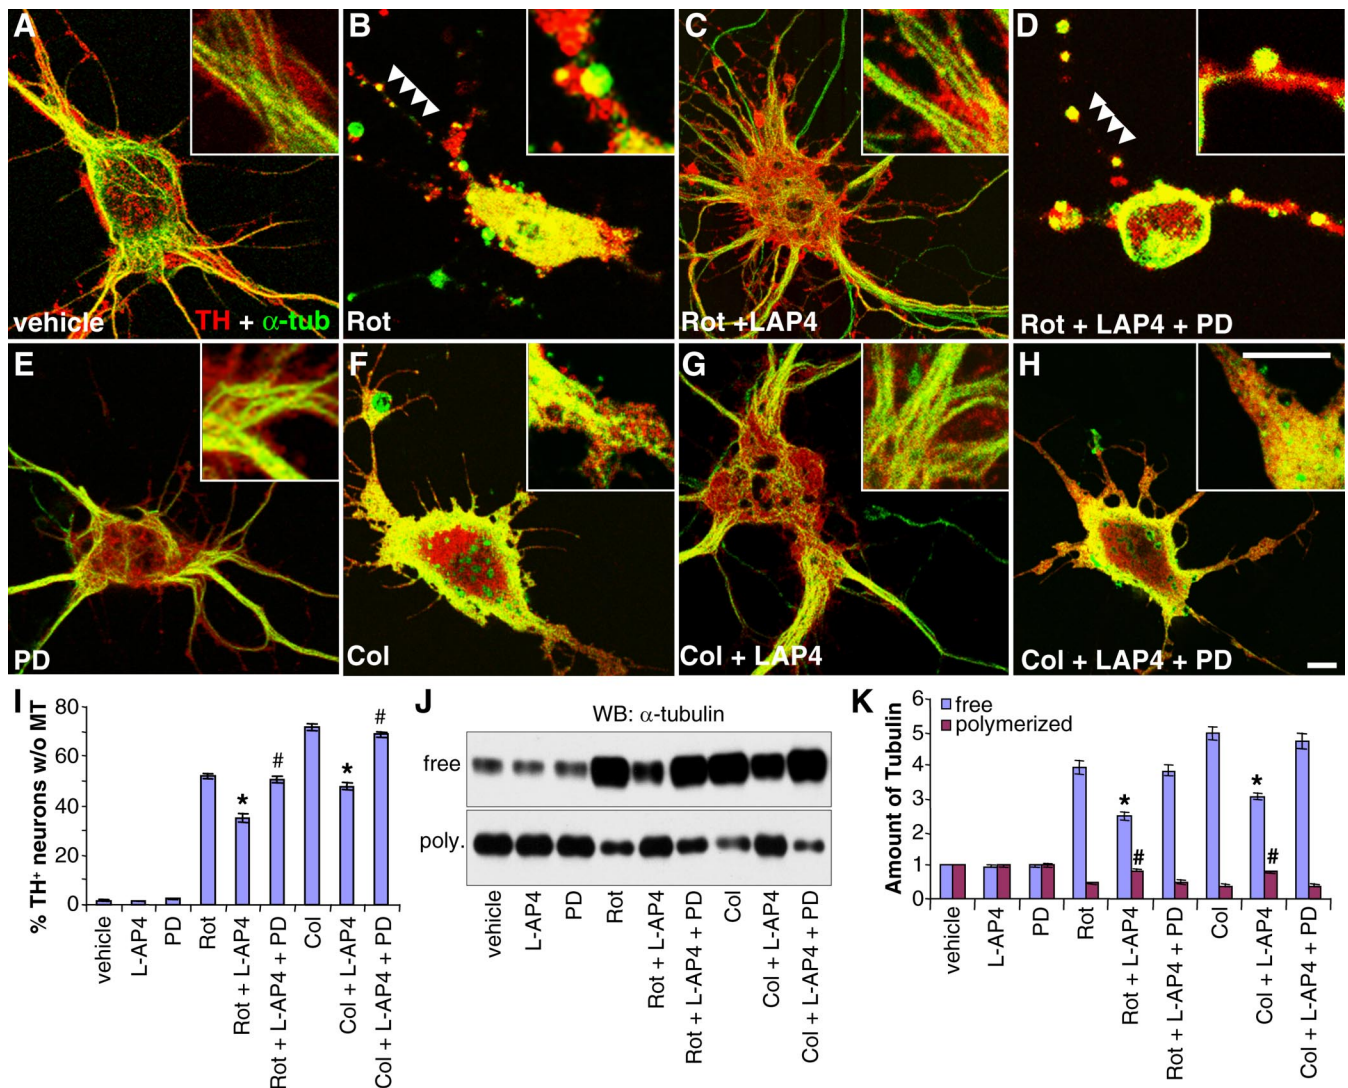 A
B
C
D
vehicle
TH + α-tub
Rot
Rot +LAP4
Rot + LAP4 + PD
E
F
G
H
PD
Col
Col + LAP4
Col + LAP4 + PD
I
% TH⁺ neurons w/o MT
80
60
40
20
0
*
#
*
#
vehicle
L-AP4
PD
Rot
Rot + L-AP4
Rot + L-AP4 + PD
Col
Col + L-AP4
Col + L-AP4 + PD
J
WB: α-tubulin
free
poly.
vehicle
L-AP4
PD
Rot
Rot + L-AP4
Rot + L-AP4 + PD
Col
Col + L-AP4
Col + L-AP4 + PD
K
Amount of Tubulin
free
polymerized
6
5
4
3
2
1
0
*
#
*
#
vehicle
L-AP4
PD
Rot
Rot + L-AP4
Rot + L-AP4 + PD
Col
Col + L-AP4
Col + L-AP4 + PD